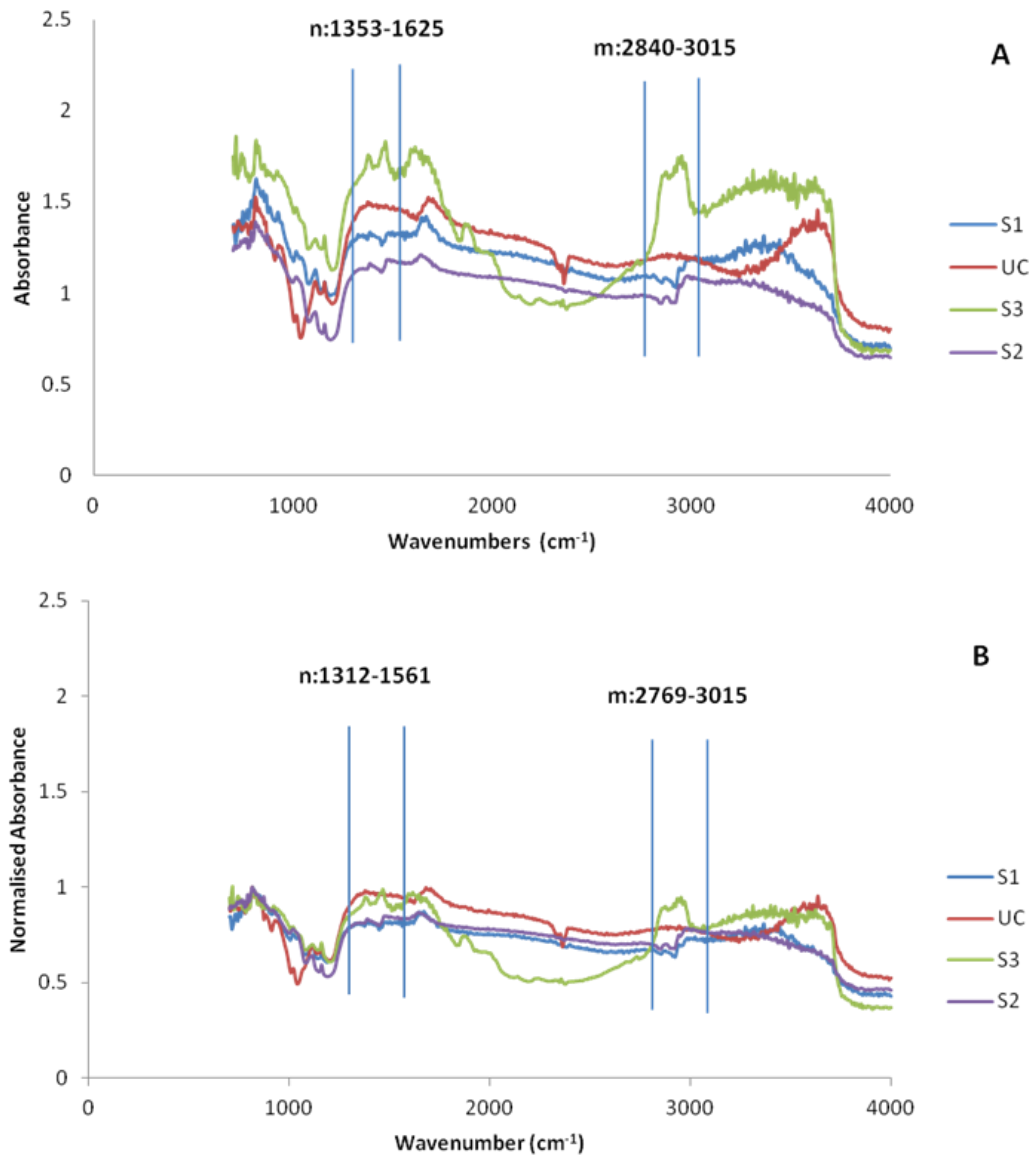 2.5
n:1353-1625
m:2840-3015
A
2
1.5
1
0.5
0
Absorbance
S1
UC
S3
S2
0 1000 2000 3000 4000
Wavenumbers (cm⁻¹)
2.5
n:1312-1561
B
m:2769-3015
2
1.5
1
0.5
0
Normalised Absorbance
S1
UC
S3
S2
0 1000 2000 3000 4000
Wavenumber (cm⁻¹)